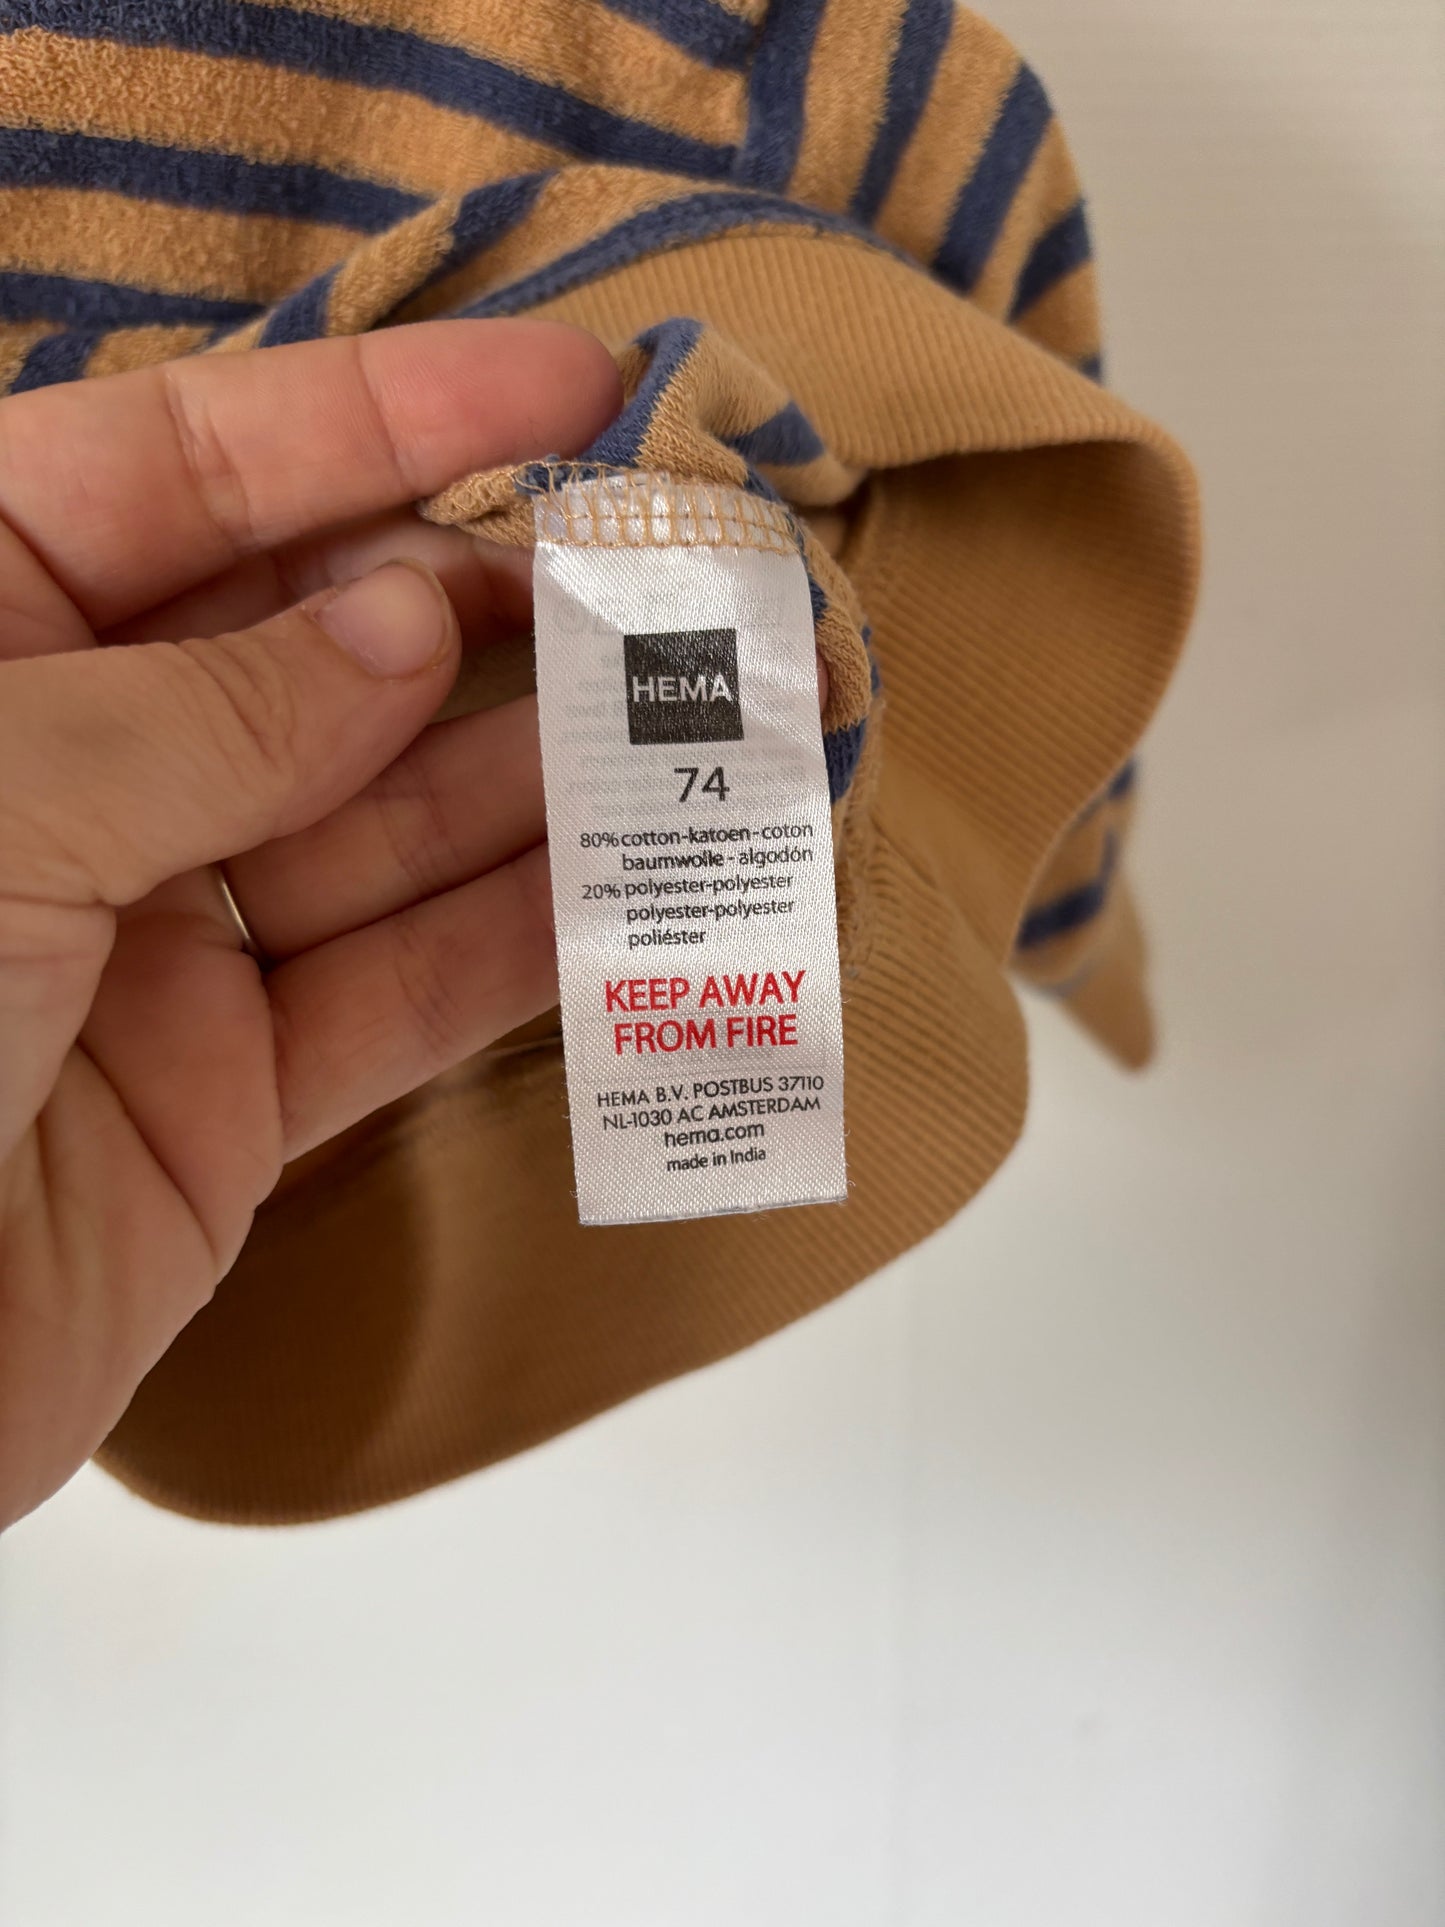 HEMA
74
80% cotton-katoen-coton
baumwolle-algodón
20% polyester-polyester
polyester-polyester
poliéster
KEEP AWAY
FROM FIRE
HEMA B.V. POSTBUS 37110
NL-1030 AC AMSTERDAM
hema.com
made in India